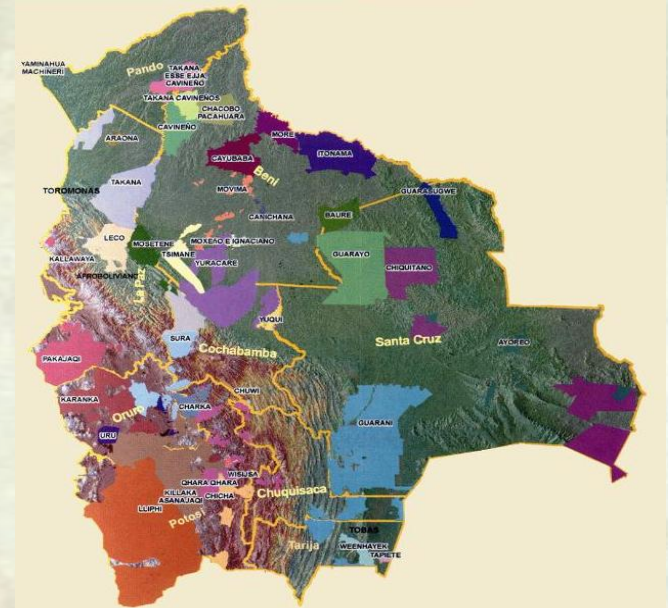 YAMINAHUA
MACHINERI
Pando
TAKANA
ESSE EJJA
CAVINEÑO
TAKANA CAVINEÑOS
CHACOBO
PACAHUARA
ARAONA
CAVINEÑO
MORE
CAYUBABA
ITONAMA
Beni
TOROMONAS
TAKANA
MOVIMA
GUARASUGWE
CANICHANA
BAURE
LECO
MOSETENE
MOXEÑO E IGNACIANO
TSIMANE
YURACARE
GUARAYO
CHIQUITANO
KALLAWAYA
AFROBOLIVIANO
La Paz
YUQUI
SURA
Cochabamba
Santa Cruz
AYOREO
PAKAJAQI
KARANKA
Oruro
CHARKA
CHUWI
GUARANI
URU
WISIJSA
QHARA QHARA
KILLAKA
ASANAJAQI
CHICHA
Chuquisaca
LLIPHI
Potosi
TOBAS
Tarija
WEENHAYEK
TAPIETE